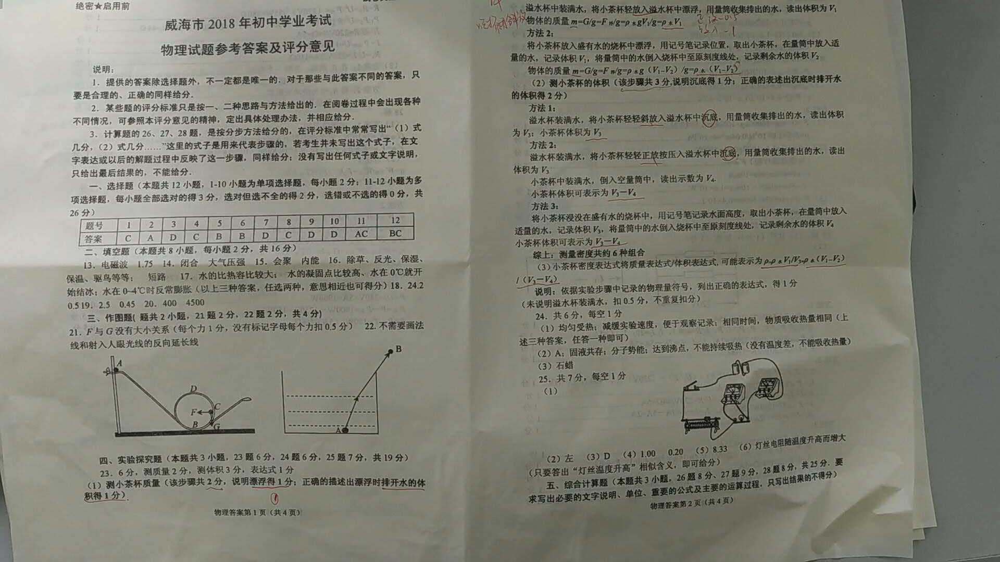 绝密★启用前
威海市 2018 年初中学业考试
物理试题参考答案及评分意见
说明：
1．提供的答案除选择题外，不一定都是唯一的．对于那些与此答案不同的答案，只
要是合理的、正确的同样给分．
2．某些题的评分标准只是按一、二种思路与方法给出的．在阅卷过程中会出现各种
不同情况，可参照本评分意见的精神，定出具体处理办法，并相应给分．
3．计算题的 26、27、28 题，是按分步方法给分的，在评分标准中常常写出“（1）式
几分，（2）式几分……”这里的式子是用来代表步骤的，若考生并未写出这个式子，在文
字表达或以后的解题过程中反映了这一步骤，同样给分；没有写出任何式子或文字说明，
只给出最后结果的，不能给分．
一、选择题（本题共 12 小题，1-10 小题为单项选择题，每小题 2 分；11-12 小题为多
项选择题，每小题全部选对的得 3 分，选对但选不全的得 2 分，选错或不选的得 0 分，共
26 分）
题号 1 2 3 4 5 6 7 8 9 10 11 12
答案 C A D C B B D C D D AC BC
二、填空题（本题共 8 小题，每小题 2 分，共 16 分）
13．电磁波 1.75 14．闭合 大气压强 15．会聚 内能 16．除草、反光、保湿、
保温、驱鸟等等； 短路 17．水的比热容比较大； 水的凝固点比较高、水在 0℃就开
始结冰；水在 0~4℃时反常膨胀（以上三种答案，任选两种，意思相近也可得分）18．24.2
0.5 19．2.5 0.45 20．400 4500
三、作图题( 题共 2 小题，21 题 2 分，22 题 2 分，共 4 分)
21．F 与 G 没有大小关系（每个力 1 分，没有标记字母每个力扣 0.5 分） 22. 不需要画法
线和射入人眼光线的反向延长线
A
D
F
C
B
G
B
A
四、实验探究题（本题共 3 小题，23 题 6 分，24 题 6 分，25 题 7 分，共 19 分）
23．6 分，测质量 2 分，测体积 3 分，表达式 1 分
（1）测小茶杯质量（该步骤共 2 分，说明漂浮得 1 分；正确的描述出漂浮时排开水的体
积得 1 分）．
①
物理答案第 1 页（共 4 页）
溢水杯中装满水，将小茶杯轻放入溢水杯中漂浮，用量筒收集排出的水，读出体积为 V₁
物体的质量 m=G/g=F浮/g=ρ水gV₁/g=ρ水V₁
方法 2：
将小茶杯放入盛有水的烧杯中漂浮，用记号笔记录位置，取出小茶杯，在量筒中放入适
量的水，记录体积 V₁，将量筒中的水倒入烧杯中至原刻度线处，记录剩余水的体积 V₂
物体的质量 m=G/g=F浮/g=ρ水g（V₁−V₂）/g=ρ水（V₁−V₂）
（2）测小茶杯的体积（该步骤共 3 分,说明沉底得 1 分；正确的表述出沉底时排开水
的体积得 2 分）
方法 1：
溢水杯装满水，将小茶杯轻轻斜放入溢水杯中沉底，用量筒收集排出的水，读出体积
为 V₃；小茶杯体积为 V₃
方法 2：
溢水杯装满水，将小茶杯轻轻正放按压入溢水杯中沉底，用量筒收集排出的水，读出
体积为 V₃
小茶杯中装满水，倒入空量筒中，读出示数为 V₄．
小茶杯体积可表示为 V₃－V₄
方法 3：
将小茶杯浸没在盛有水的烧杯中，用记号笔记录水面高度，取出小茶杯，在量筒中放入
适量的水，记录体积 V₃，将量筒中的水倒入烧杯中至原刻度线处，记录剩余水的体积 V₄
小茶杯体积可表示为 V₃－V₄
综上：测量密度共约 6 种组合
（3）小茶杯密度表达式将质量表达式/体积表达式，可能表示为 ρ=ρ水V₁/V₃=ρ水（V₁−V₂）
/（V₃−V₄）
说明：依据实验步骤中记录的物理量符号，列出正确的表达式，得 1 分
（未说明溢水杯装满水，扣 0.5 分，不重复扣分）
24．共 6 分，每空 1 分
（1）均匀受热；减缓实验速度，便于观察记录；相同时间，物质吸收热量相同（上
述三种答案，任答一种即可）
（2）A；固液共存；分子势能；达到沸点，不能持续吸热（没有温度差，不能吸收热量）
（3）石蜡
25．共 7 分，每空 1 分
（1）
（2）左 （3）D （4）1.00 0.20 （5）8.33 （6）灯丝电阻随温度升高而增大
（只要答出“灯丝温度升高”相似含义，即可给分）
五、综合计算题（本题共 3 小题，26 题 8 分、27 题 9 分，28 题 8 分，共 25 分．要
求写出必要的文字说明、单位、重要的公式及主要的运算过程，只写出结果的不得分）
物理答案第 2 页（共 4 页）